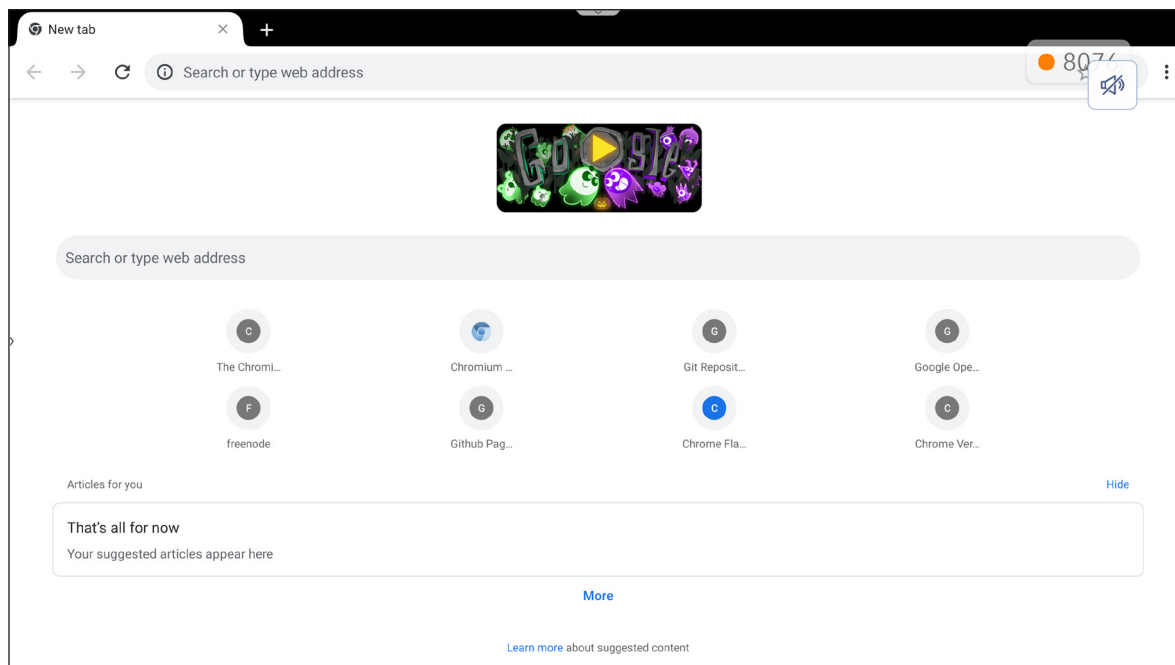 New tab
Search or type web address
8076
Google
Search or type web address
C
G
G
The Chromi...
Chromium ...
Git Reposit...
Google Ope...
F
G
C
C
freenode
Github Pag...
Chrome Fla...
Chrome Ver...
Articles for you
Hide
That's all for now
Your suggested articles appear here
More
Learn more about suggested content